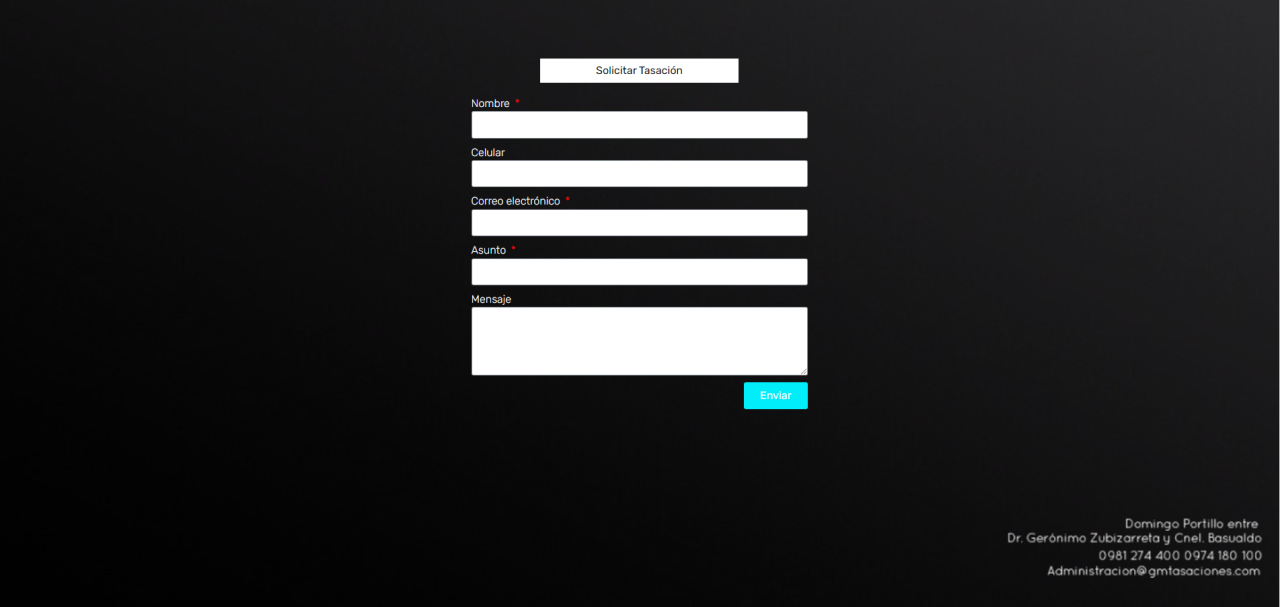 Solicitar Tasación
Nombre *
Celular
Correo electrónico *
Asunto *
Mensaje
Enviar
Domingo Portillo entre
Dr. Gerónimo Zubizarreta y Cnel. Basualdo
0981 274 400 0974 180 100
Administracion@gmtasaciones.com